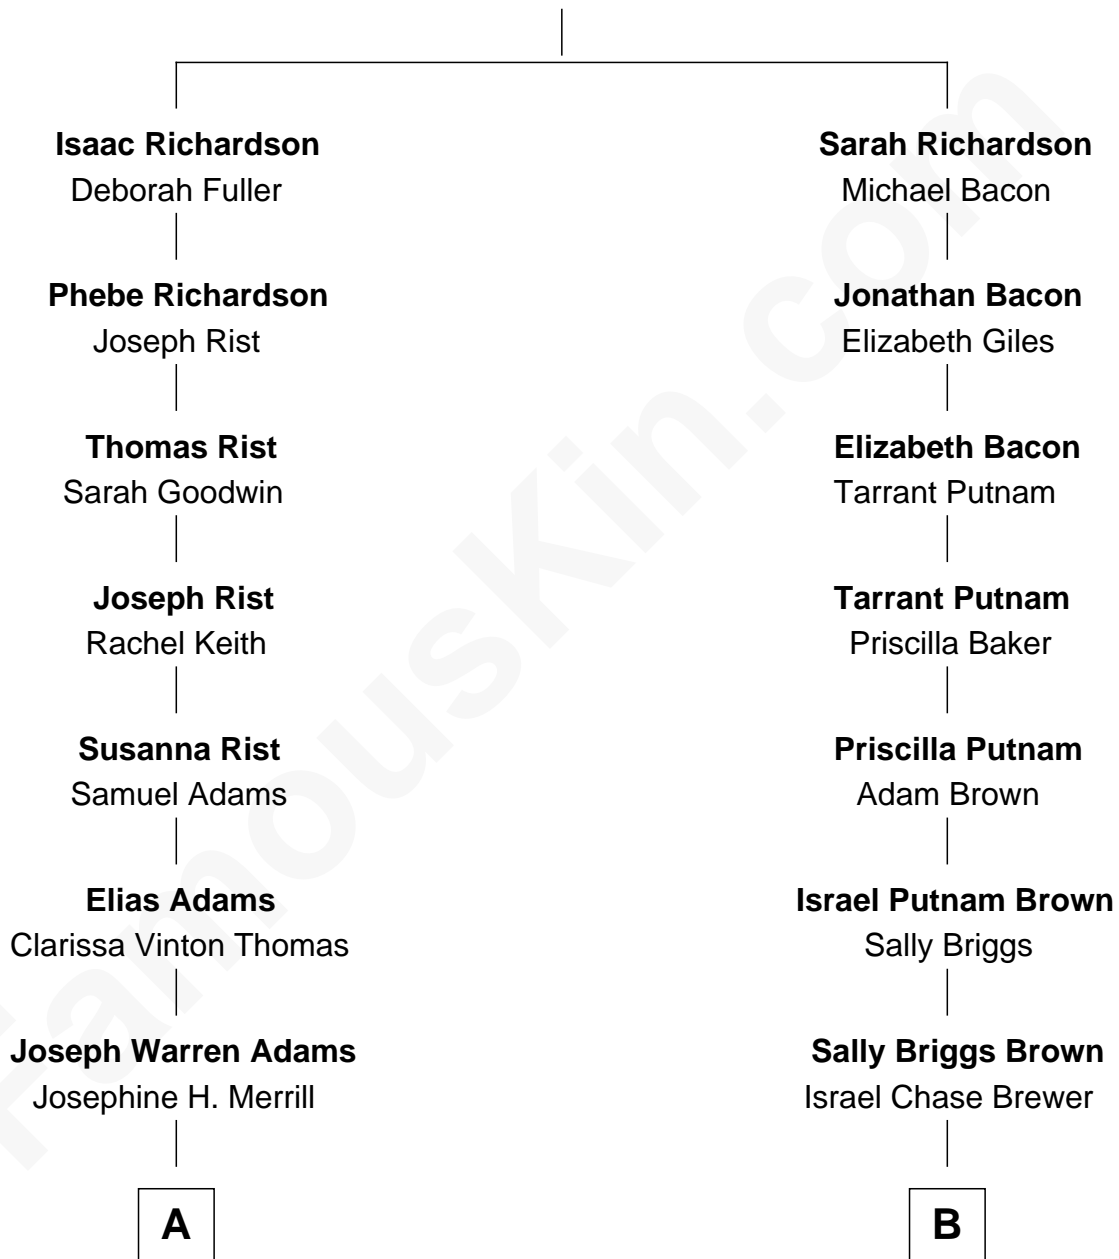 Isaac Richardson
Deborah Fuller
Sarah Richardson
Michael Bacon
Phebe Richardson
Joseph Rist
Jonathan Bacon
Elizabeth Giles
Thomas Rist
Sarah Goodwin
Elizabeth Bacon
Tarrant Putnam
Joseph Rist
Rachel Keith
Tarrant Putnam
Priscilla Baker
Susanna Rist
Samuel Adams
Priscilla Putnam
Adam Brown
Elias Adams
Clarissa Vinton Thomas
Israel Putnam Brown
Sally Briggs
Joseph Warren Adams
Josephine H. Merrill
Sally Briggs Brown
Israel Chase Brewer
A
B
FamousKin.com